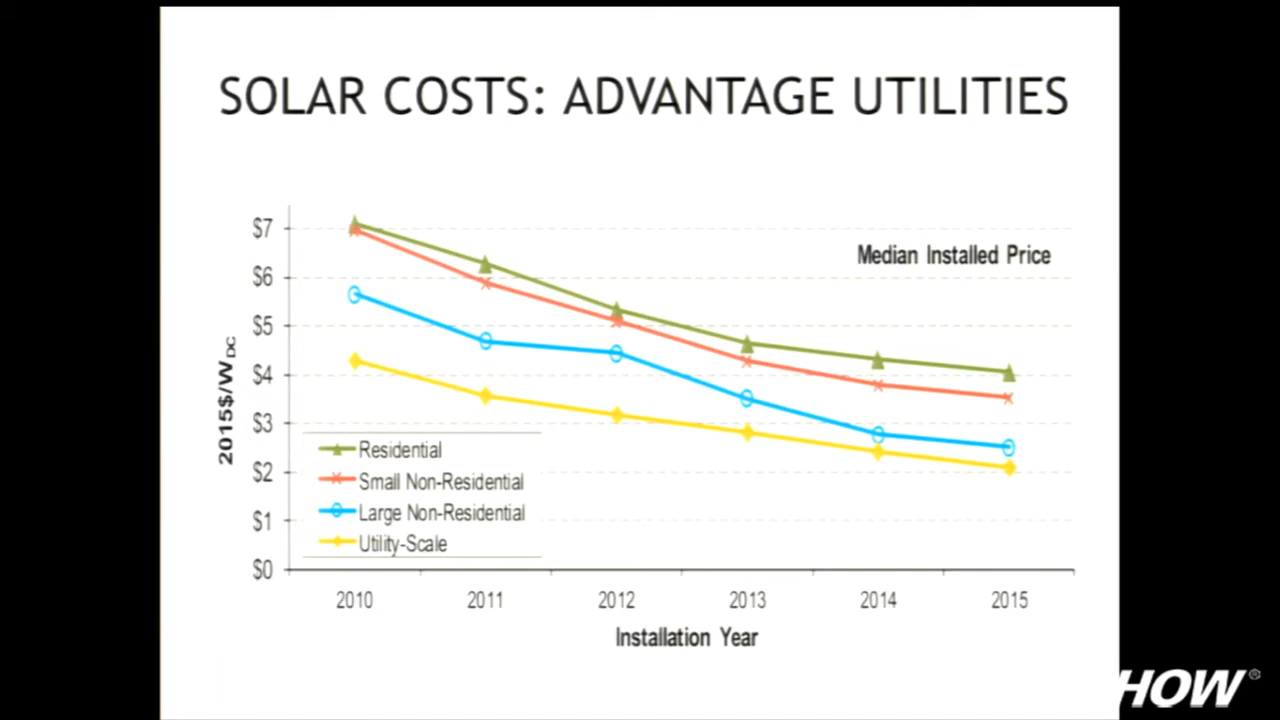 SOLAR COSTS: ADVANTAGE UTILITIES
$7
$6
$5
$4
$3
$2
$1
$0
2015$/WDC
Median Installed Price
Residential
Small Non-Residential
Large Non-Residential
Utility-Scale
2010 2011 2012 2013 2014 2015
Installation Year
HOW®